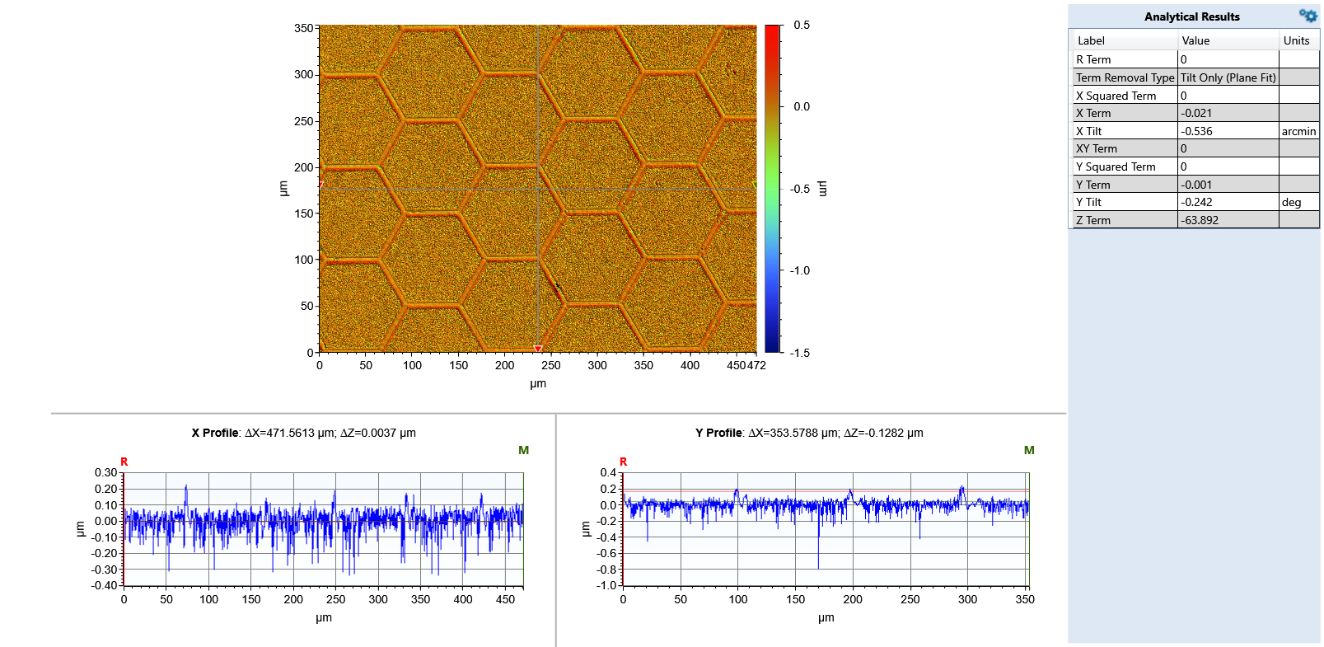 Analytical Results
Label Value Units
R Term 0
Term Removal Type Tilt Only (Plane Fit)
X Squared Term 0
X Term -0.021
X Tilt -0.536 arcmin
XY Term 0
Y Squared Term 0
Y Term -0.001
Y Tilt -0.242 deg
Z Term -63.892
350
300
250
200
150
100
50
0
µm
0 50 100 150 200 250 300 350 400 450 472
µm
0.5
0.0
-0.5
-1.0
-1.5
µm
X Profile: ΔX=471.5613 µm; ΔZ=0.0037 µm
M
R
0.30
0.20
0.10
0.00
-0.10
-0.20
-0.30
-0.40
µm
0 50 100 150 200 250 300 350 400 450
µm
Y Profile: ΔX=353.5788 µm; ΔZ=-0.1282 µm
M
R
0.4
0.2
0.0
-0.2
-0.4
-0.6
-0.8
-1.0
µm
0 50 100 150 200 250 300 350
µm